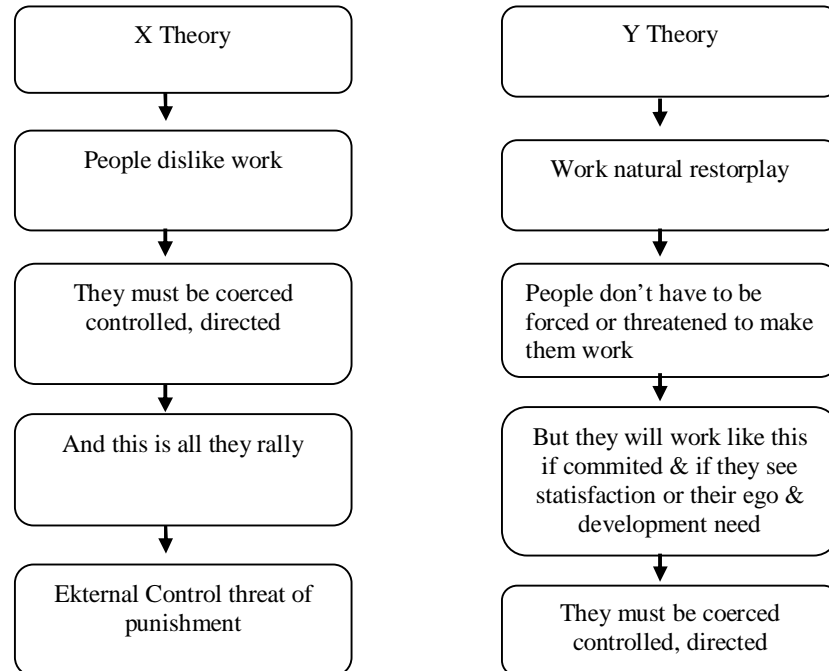 X Theory
People dislike work
They must be coerced
controlled, directed
And this is all they rally
Ekternal Control threat of
punishment
Y Theory
Work natural restorplay
People don’t have to be
forced or threatened to make
them work
But they will work like this
if commited & if they see
statisfaction or their ego &
development need
They must be coerced
controlled, directed